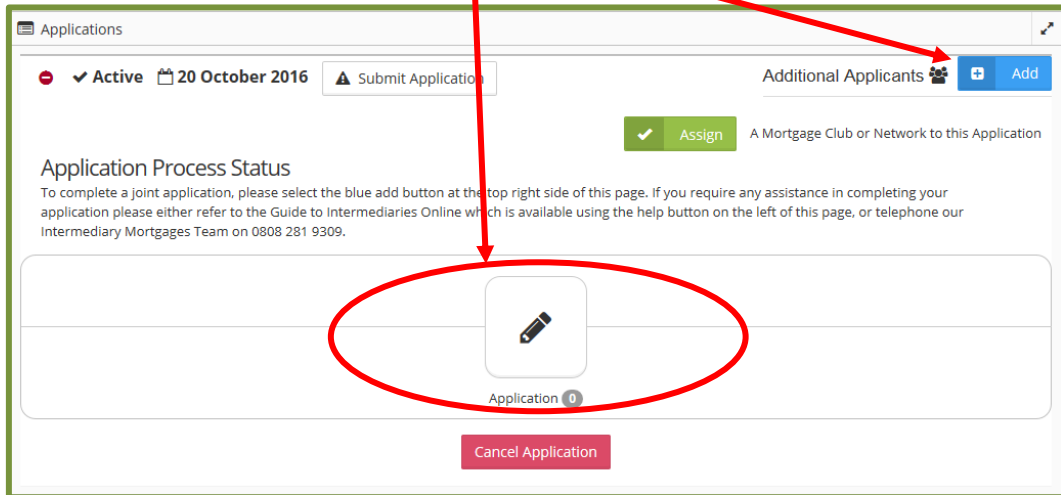 Applications
Active 20 October 2016 Submit Application Additional Applicants Add
Assign A Mortgage Club or Network to this Application
Application Process Status
To complete a joint application, please select the blue add button at the top right side of this page. If you require any assistance in completing your
application please either refer to the Guide to Intermediaries Online which is available using the help button on the left of this page, or telephone our
Intermediary Mortgages Team on 0808 281 9309.
Application 0
Cancel Application